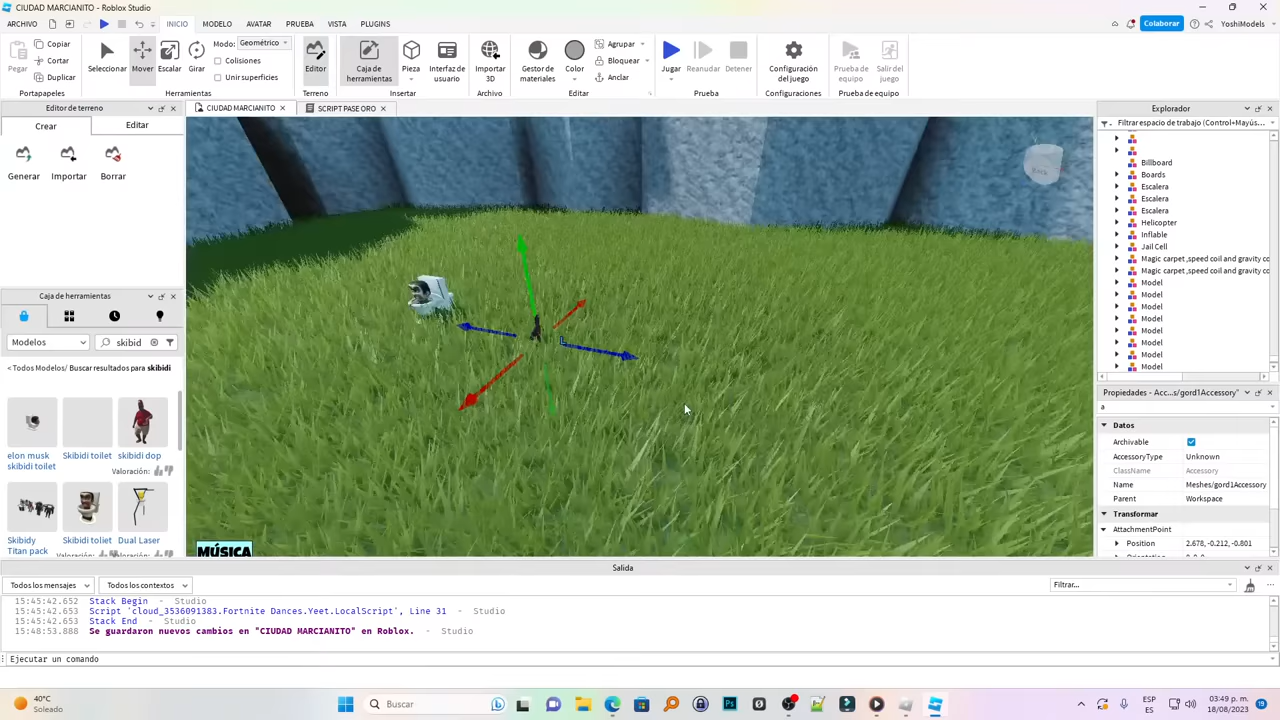 CIUDAD MARCIANITO - Roblox Studio
ARCHIVO INICIO MODELO AVATAR PRUEBA VISTA PLUGINS
Colaborar YoshiModels
Pegar Copiar Cortar Duplicar
Portapapeles
Seleccionar Mover Escalar Girar
Modo: Geométrico
Colisiones
Unir superficies
Herramientas
Editor
Terreno
Caja de herramientas Pieza Interfaz de usuario
Insertar
Importar 3D
Archivo
Gestor de materiales Color
Agrupar
Bloquear
Anclar
Editar
Jugar Reanudar Detener
Prueba
Configuración del juego
Configuraciones
Prueba de equipo Salir del juego
Prueba de equipo
Editor de terreno
CIUDAD MARCIANITO SCRIPT PASE ORO
Crear Editar
Generar Importar Borrar
Caja de herramientas
Modelos skibid
< Todos Modelos/ Buscar resultados para skibidi
elon musk skibidi toilet
Skibidi toilet
skibidi dop
Valoración:
Skibidy Titan pack
Skibidi toliet
Dual Laser
Valoración: Valoración:
MÚSICA
Explorador
Filtrar espacio de trabajo (Control+Mayús
Billboard
Boards
Escalera
Escalera
Escalera
Helicopter
Inflable
Jail Cell
Magic carpet ,speed coil and gravity co
Magic carpet ,speed coil and gravity co
Model
Model
Model
Model
Model
Model
Model
Model
Propiedades - Acc...s/gord1Accessory"
a
Datos
Archivable
AccessoryType Unknown
ClassName Accessory
Name Meshes/gord1Accessory
Parent Workspace
Transformar
AttachmentPoint
Position 2.678, -0.212, -0.801
Salida
Todos los mensajes Todos los contextos Filtrar...
15:45:42.652 Stack Begin - Studio
15:45:42.653 Script 'cloud_3536091383.Fortnite Dances.Yeet.LocalScript', Line 31 - Studio
15:45:42.653 Stack End - Studio
15:48:53.888 Se guardaron nuevos cambios en "CIUDAD MARCIANITO" en Roblox. - Studio
Ejecutar un comando
40°C
Soleado
Buscar
ESP
ES
03:49 p. m.
18/08/2023
19